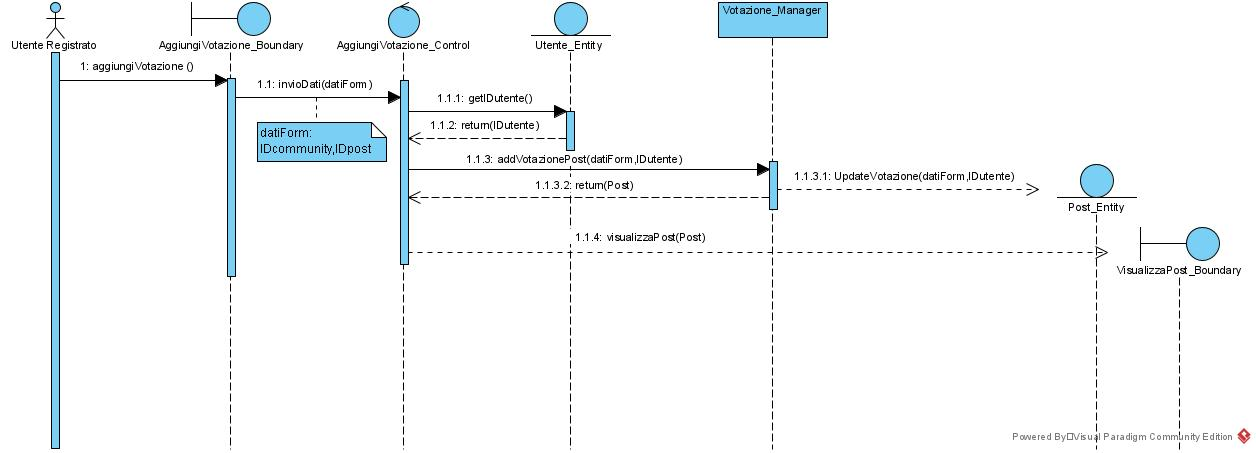 Utente Registrato
AggiungiVotazione_Boundary
AggiungiVotazione_Control
Utente_Entity
Votazione_Manager
1: aggiungiVotazione ()
1.1: invioDati(datiForm)
datiForm:
IDcommunity,IDpost
1.1.1: getIDutente()
1.1.2: return(IDutente)
1.1.3: addVotazionePost(datiForm,IDutente)
1.1.3.1: UpdateVotazione(datiForm,IDutente)
1.1.3.2: return(Post)
Post_Entity
1.1.4: visualizzaPost(Post)
VisualizzaPost_Boundary
Powered By Visual Paradigm Community Edition